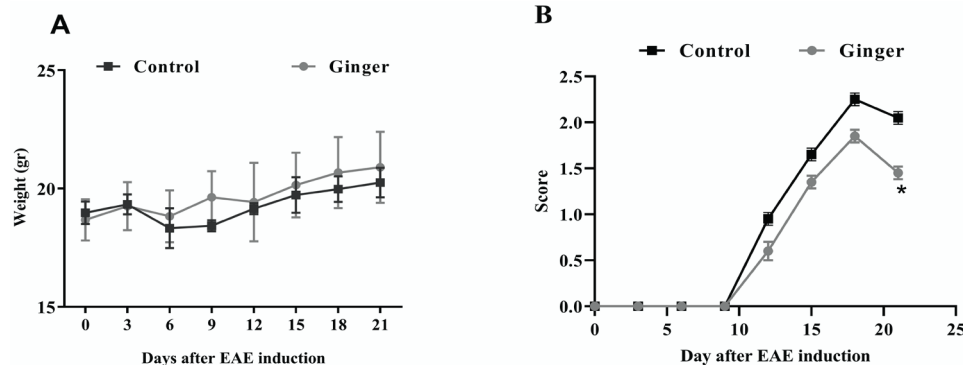 A
Control Ginger
25
20
15
Weight (gr)
0 3 6 9 12 15 18 21
Days after EAE induction
B
Control Ginger
2.5
2.0
1.5
1.0
0.5
0.0
Score
*
0 5 10 15 20 25
Day after EAE induction